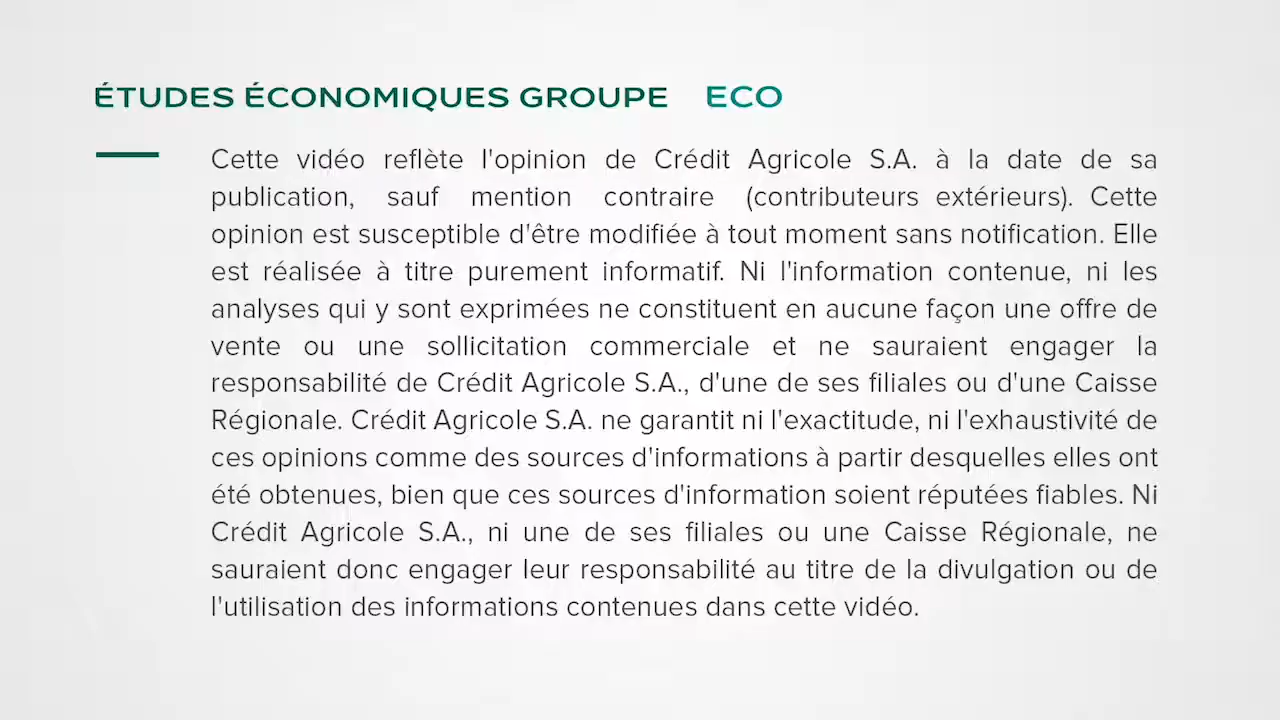 ÉTUDES ÉCONOMIQUES GROUPE ECO
Cette vidéo reflète l'opinion de Crédit Agricole S.A. à la date de sa
publication, sauf mention contraire (contributeurs extérieurs). Cette
opinion est susceptible d'être modifiée à tout moment sans notification. Elle
est réalisée à titre purement informatif. Ni l'information contenue, ni les
analyses qui y sont exprimées ne constituent en aucune façon une offre de
vente ou une sollicitation commerciale et ne sauraient engager la
responsabilité de Crédit Agricole S.A., d'une de ses filiales ou d'une Caisse
Régionale. Crédit Agricole S.A. ne garantit ni l'exactitude, ni l'exhaustivité de
ces opinions comme des sources d'informations à partir desquelles elles ont
été obtenues, bien que ces sources d'information soient réputées fiables. Ni
Crédit Agricole S.A., ni une de ses filiales ou une Caisse Régionale, ne
sauraient donc engager leur responsabilité au titre de la divulgation ou de
l'utilisation des informations contenues dans cette vidéo.